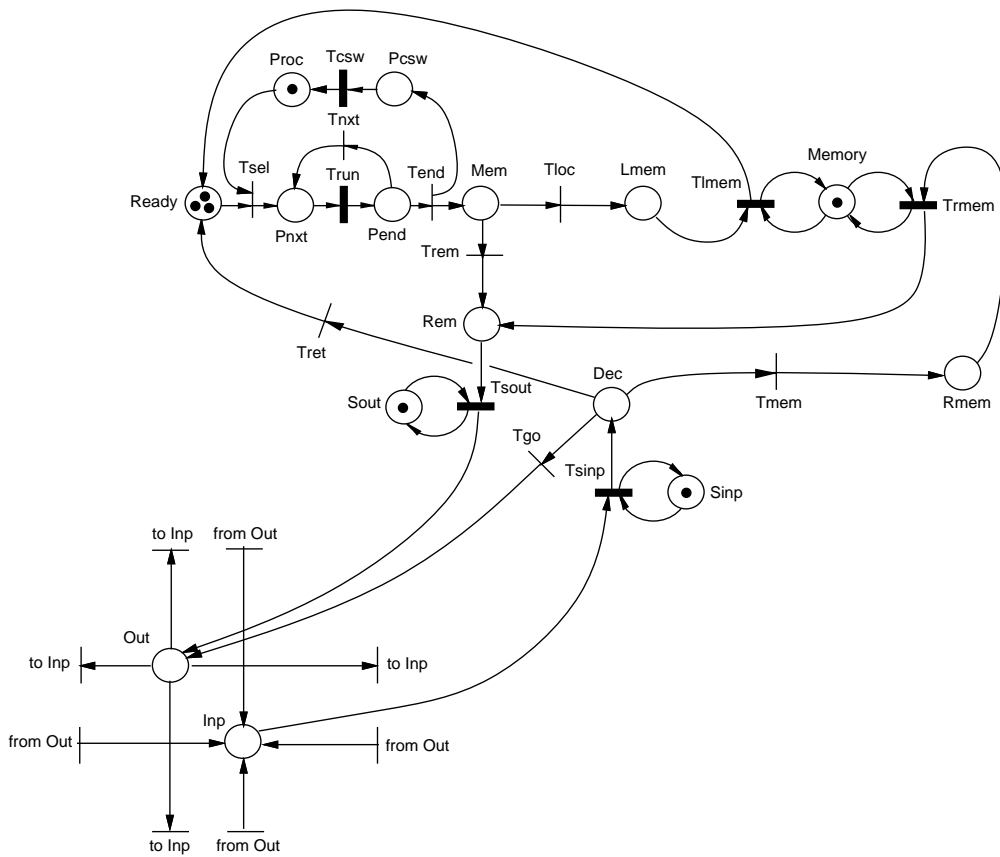 Proc
Tcsw
Pcsw
Tnxt
Tsel
Trun
Tend
Mem
Tloc
Lmem
Tlmem
Memory
Ready
Pnxt
Pend
Trmem
Trem
Rem
Tret
Dec
Sout
Tsout
Tmem
Rmem
Tgo
Tsinp
Sinp
to Inp
from Out
Out
to Inp
to Inp
Inp
from Out
from Out
to Inp
from Out